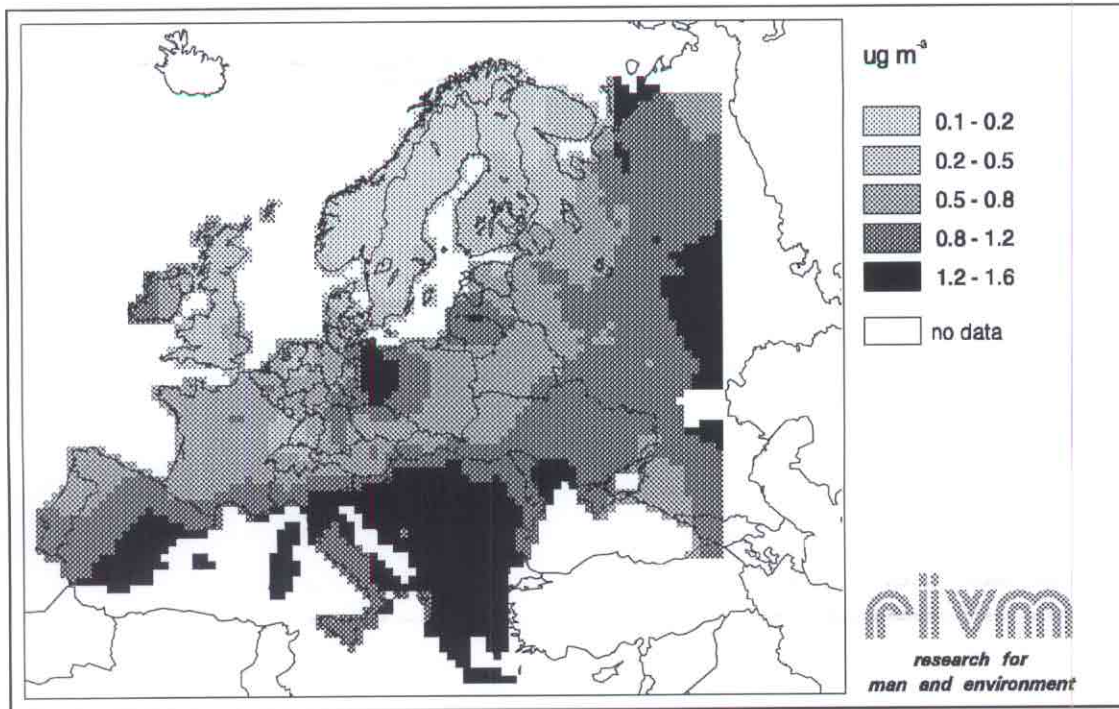 ug m⁻³
0.1 - 0.2
0.2 - 0.5
0.5 - 0.8
0.8 - 1.2
1.2 - 1.6
no data
rivm
research for
man and environment